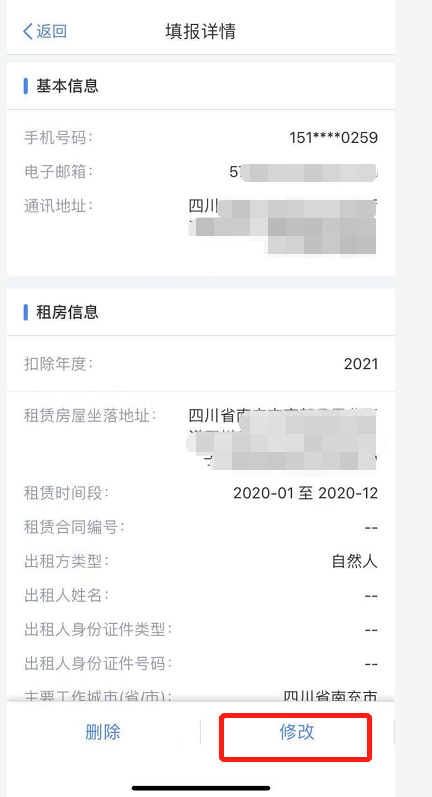 返回
填报详情
基本信息
手机号码: 151****0259
电子邮箱: 5
通讯地址: 四川
租房信息
扣除年度: 2021
租赁房屋坐落地址: 四川省南
租赁时间段: 2020-01 至 2020-12
租赁合同编号: --
出租方类型: 自然人
出租人姓名: --
出租人身份证件类型: --
出租人身份证件号码: --
主要工作城市(省/市): 四川省南充市
删除
修改